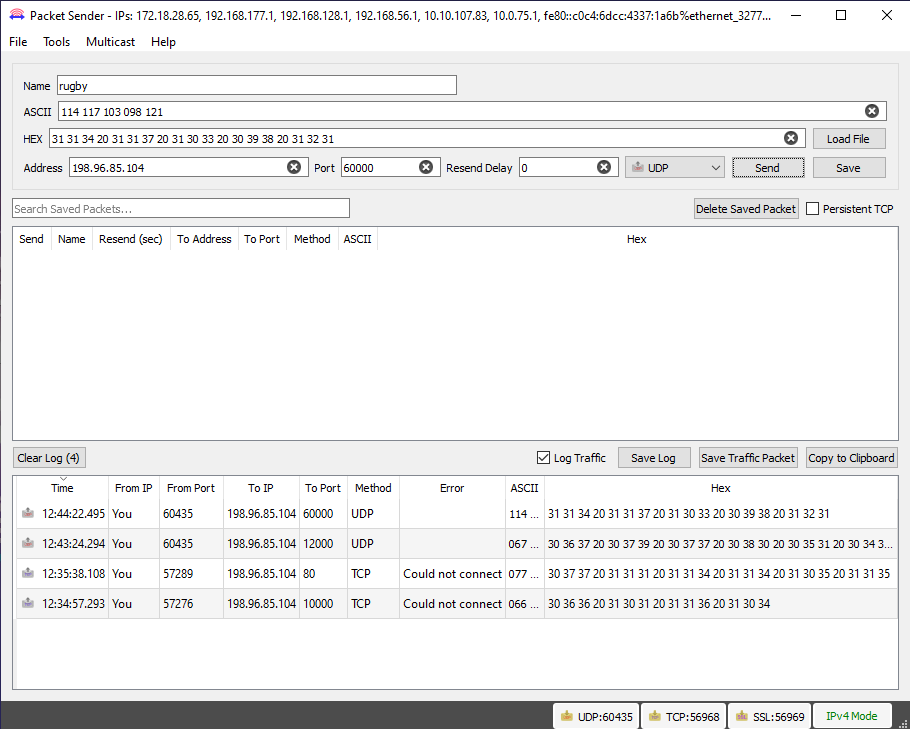 Packet Sender - IPs: 172.18.28.65, 192.168.177.1, 192.168.128.1, 192.168.56.1, 10.10.107.83, 10.0.75.1, fe80::c0c4:6dcc:4337:1a6b%ethernet_3277...
File Tools Multicast Help
Name rugby
ASCII 114 117 103 098 121
HEX 31 31 34 20 31 31 37 20 31 30 33 20 30 39 38 20 31 32 31 Load File
Address 198.96.85.104 Port 60000 Resend Delay 0 UDP Send Save
Search Saved Packets... Delete Saved Packet Persistent TCP
Send Name Resend (sec) To Address To Port Method ASCII Hex
Clear Log (4) Log Traffic Save Log Save Traffic Packet Copy to Clipboard
Time From IP From Port To IP To Port Method Error ASCII Hex
12:44:22.495 You 60435 198.96.85.104 60000 UDP 114 ... 31 31 34 20 31 31 37 20 31 30 33 20 30 39 38 20 31 32 31
12:43:24.294 You 60435 198.96.85.104 12000 UDP 067 ... 30 36 37 20 30 37 39 20 30 37 37 20 30 38 30 20 30 35 31 20 30 34 3...
12:35:38.108 You 57289 198.96.85.104 80 TCP Could not connect 077 ... 30 37 37 20 31 31 31 20 31 31 34 20 31 31 34 20 31 30 35 20 31 31 35
12:34:57.293 You 57276 198.96.85.104 10000 TCP Could not connect 066 ... 30 36 36 20 31 30 31 20 31 31 36 20 31 30 34
UDP:60435 TCP:56968 SSL:56969 IPv4 Mode